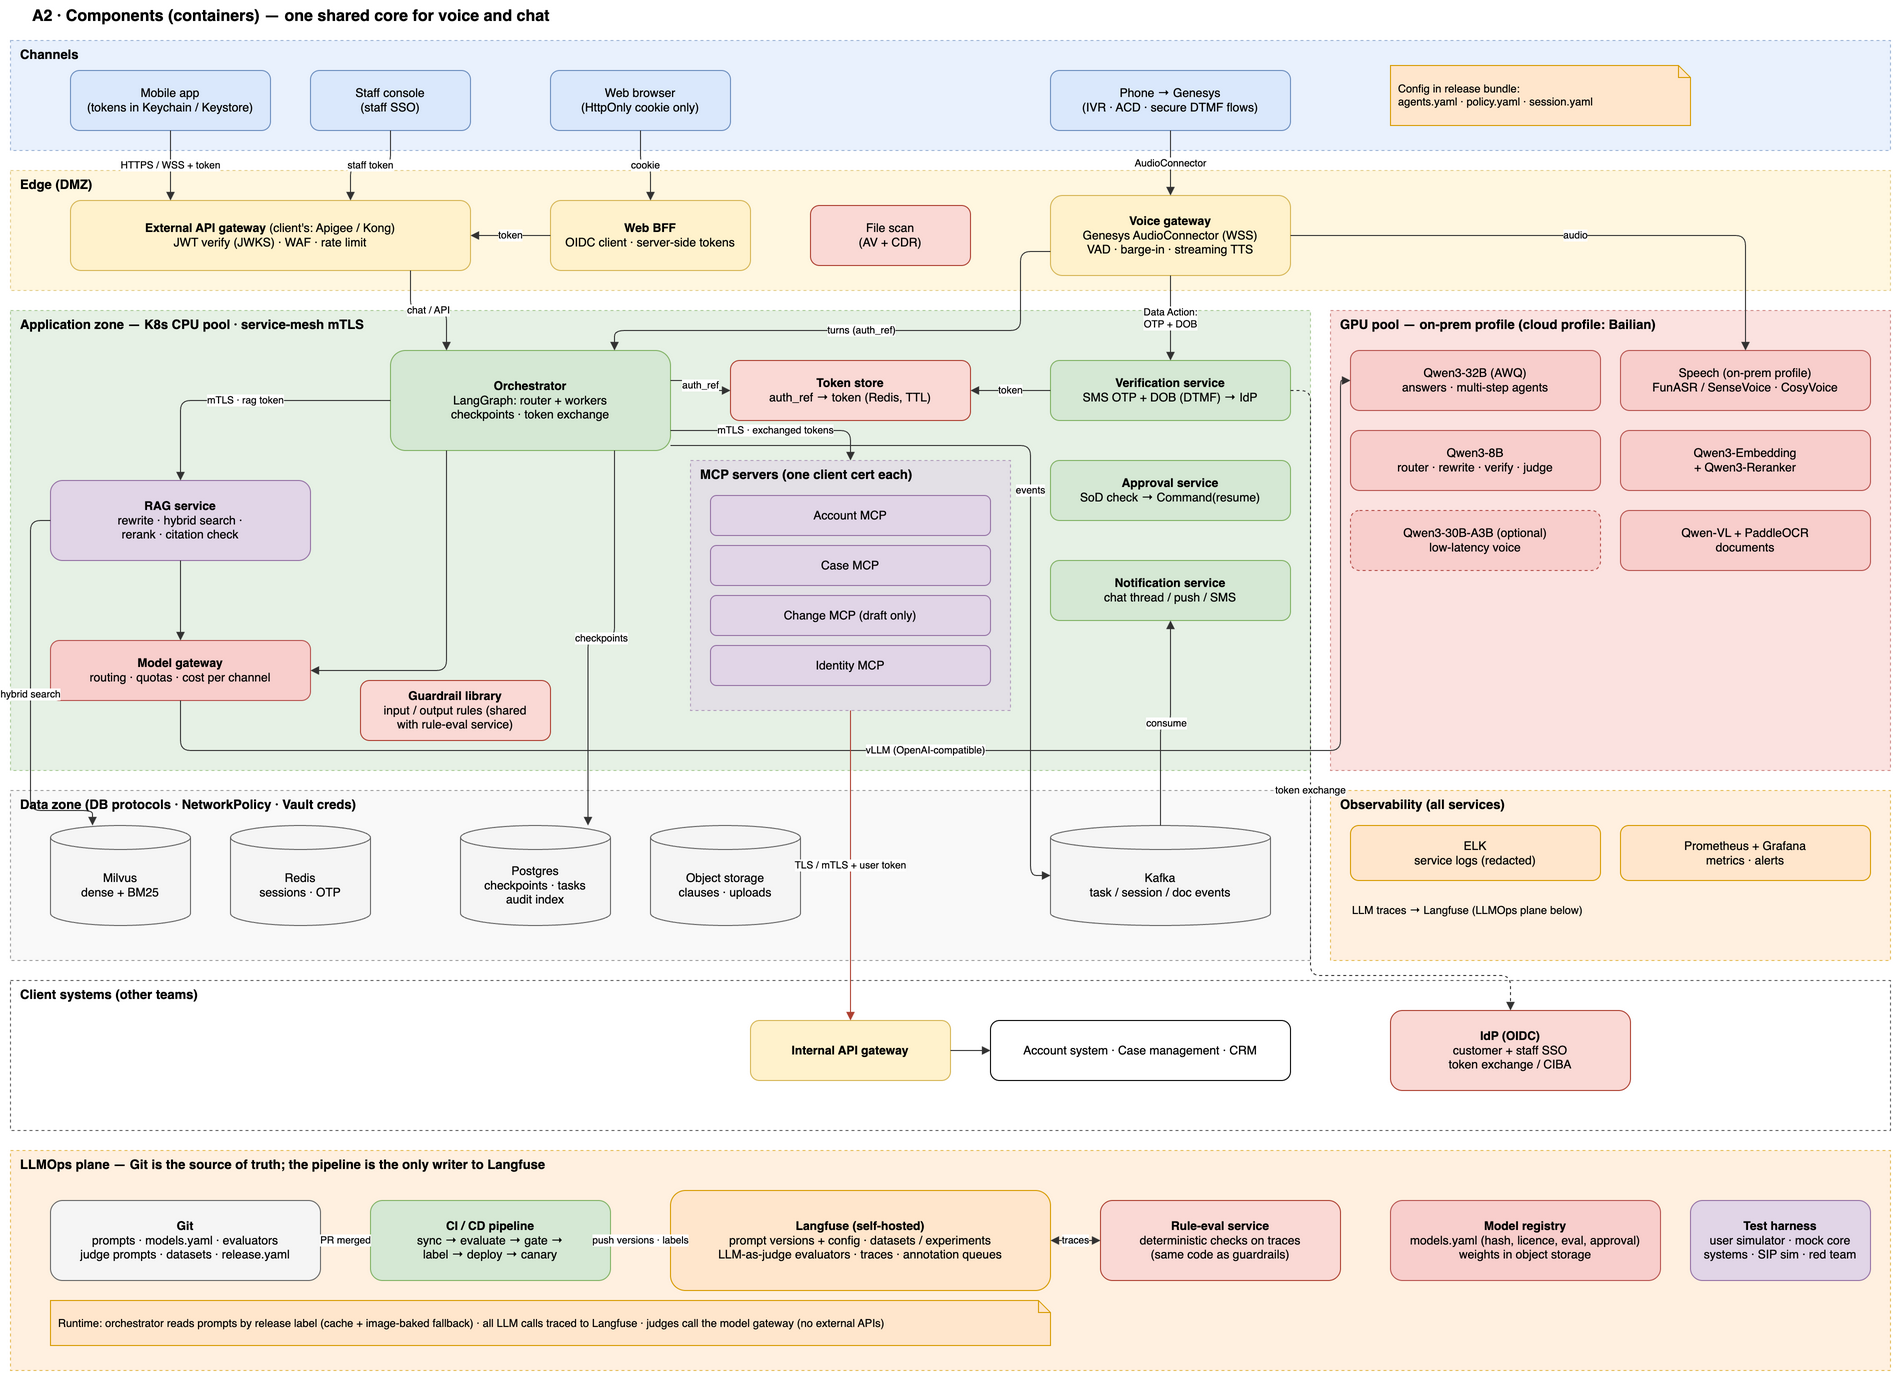 A2 · Components (containers) — one shared core for voice and chat
Channels
Mobile app
(tokens in Keychain / Keystore)
Staff console
(staff SSO)
Web browser
(HttpOnly cookie only)
Phone → Genesys
(IVR · ACD · secure DTMF flows)
Config in release bundle:
agents.yaml · policy.yaml · session.yaml
HTTPS / WSS + token
staff token
cookie
AudioConnector
Edge (DMZ)
External API gateway (client's: Apigee / Kong)
JWT verify (JWKS) · WAF · rate limit
token
Web BFF
OIDC client · server-side tokens
File scan
(AV + CDR)
Voice gateway
Genesys AudioConnector (WSS)
VAD · barge-in · streaming TTS
audio
chat / API
turns (auth_ref)
Data Action:
OTP + DOB
Application zone — K8s CPU pool · service-mesh mTLS
Orchestrator
LangGraph: router + workers
checkpoints · token exchange
auth_ref
Token store
auth_ref → token (Redis, TTL)
token
Verification service
SMS OTP + DOB (DTMF) → IdP
mTLS · rag token
mTLS · exchanged tokens
RAG service
rewrite · hybrid search ·
rerank · citation check
MCP servers (one client cert each)
Account MCP
Case MCP
Change MCP (draft only)
Identity MCP
events
Approval service
SoD check → Command(resume)
Notification service
chat thread / push / SMS
checkpoints
Model gateway
routing · quotas · cost per channel
hybrid search
Guardrail library
input / output rules (shared
with rule-eval service)
consume
vLLM (OpenAI-compatible)
GPU pool — on-prem profile (cloud profile: Bailian)
Qwen3-32B (AWQ)
answers · multi-step agents
Speech (on-prem profile)
FunASR / SenseVoice · CosyVoice
Qwen3-8B
router · rewrite · verify · judge
Qwen3-Embedding
+ Qwen3-Reranker
Qwen3-30B-A3B (optional)
low-latency voice
Qwen-VL + PaddleOCR
documents
token exchange
Data zone (DB protocols · NetworkPolicy · Vault creds)
Milvus
dense + BM25
Redis
sessions · OTP
Postgres
checkpoints · tasks
audit index
Object storage
clauses · uploads
TLS / mTLS + user token
Kafka
task / session / doc events
Observability (all services)
ELK
service logs (redacted)
Prometheus + Grafana
metrics · alerts
LLM traces → Langfuse (LLMOps plane below)
Client systems (other teams)
Internal API gateway
Account system · Case management · CRM
IdP (OIDC)
customer + staff SSO
token exchange / CIBA
LLMOps plane — Git is the source of truth; the pipeline is the only writer to Langfuse
Git
prompts · models.yaml · evaluators
judge prompts · datasets · release.yaml
PR merged
CI / CD pipeline
sync → evaluate → gate →
label → deploy → canary
push versions · labels
Langfuse (self-hosted)
prompt versions + config · datasets / experiments
LLM-as-judge evaluators · traces · annotation queues
traces
Rule-eval service
deterministic checks on traces
(same code as guardrails)
Model registry
models.yaml (hash, licence, eval, approval)
weights in object storage
Test harness
user simulator · mock core
systems · SIP sim · red team
Runtime: orchestrator reads prompts by release label (cache + image-baked fallback) · all LLM calls traced to Langfuse · judges call the model gateway (no external APIs)